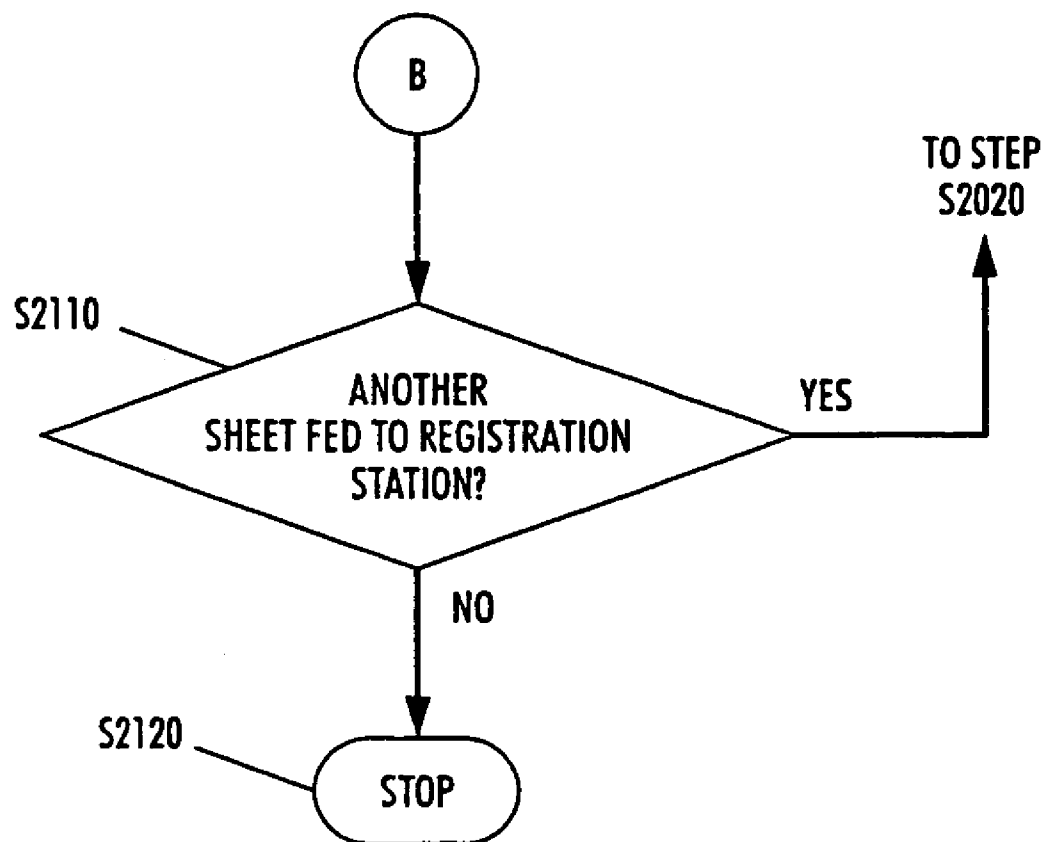 B
TO STEP
S2020
S2110
ANOTHER
SHEET FED TO REGISTRATION
STATION?
YES
NO
S2120
STOP